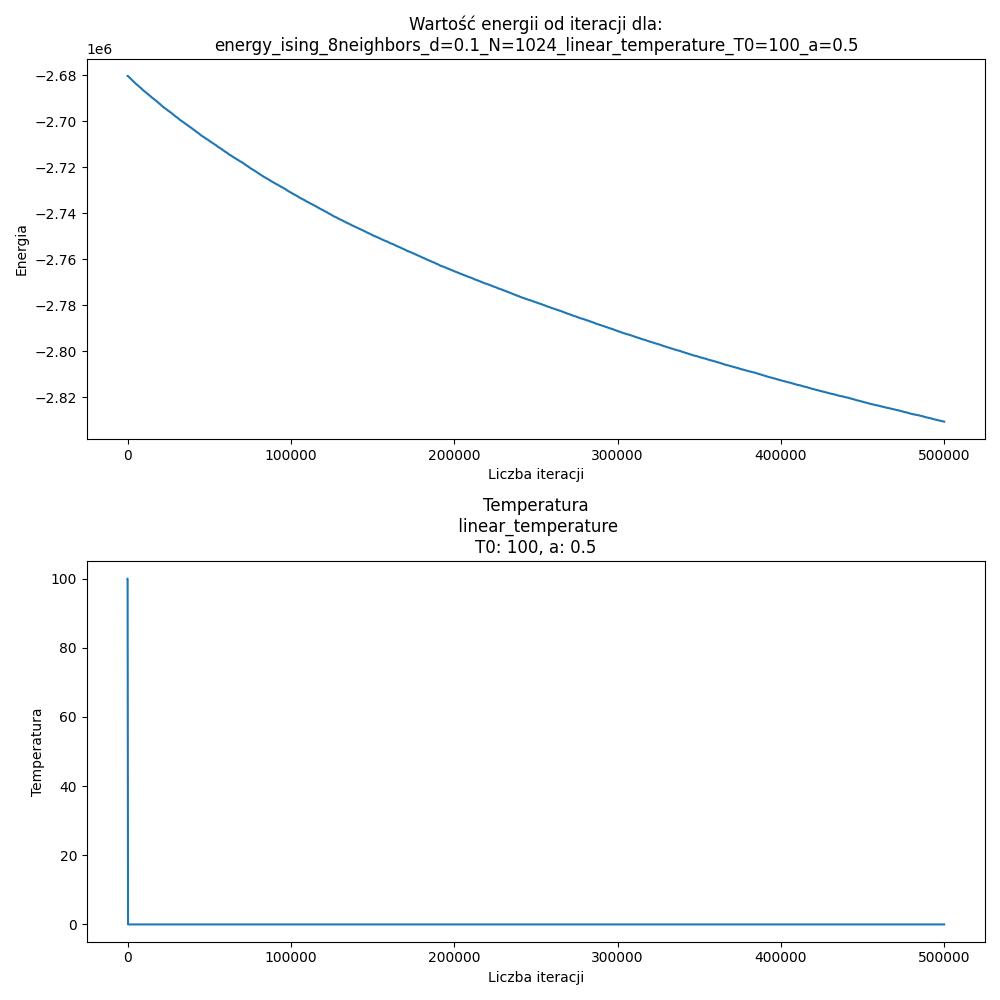 Wartość energii od iteracji dla:
energy_ising_8neighbors_d=0.1_N=1024_linear_temperature_T0=100_a=0.5
1e6
−2.68
−2.70
−2.72
−2.74
−2.76
−2.78
−2.80
−2.82
Energia
0 100000 200000 300000 400000 500000
Liczba iteracji
Temperatura
linear_temperature
T0: 100, a: 0.5
100
80
60
40
20
0
Temperatura
0 100000 200000 300000 400000 500000
Liczba iteracji